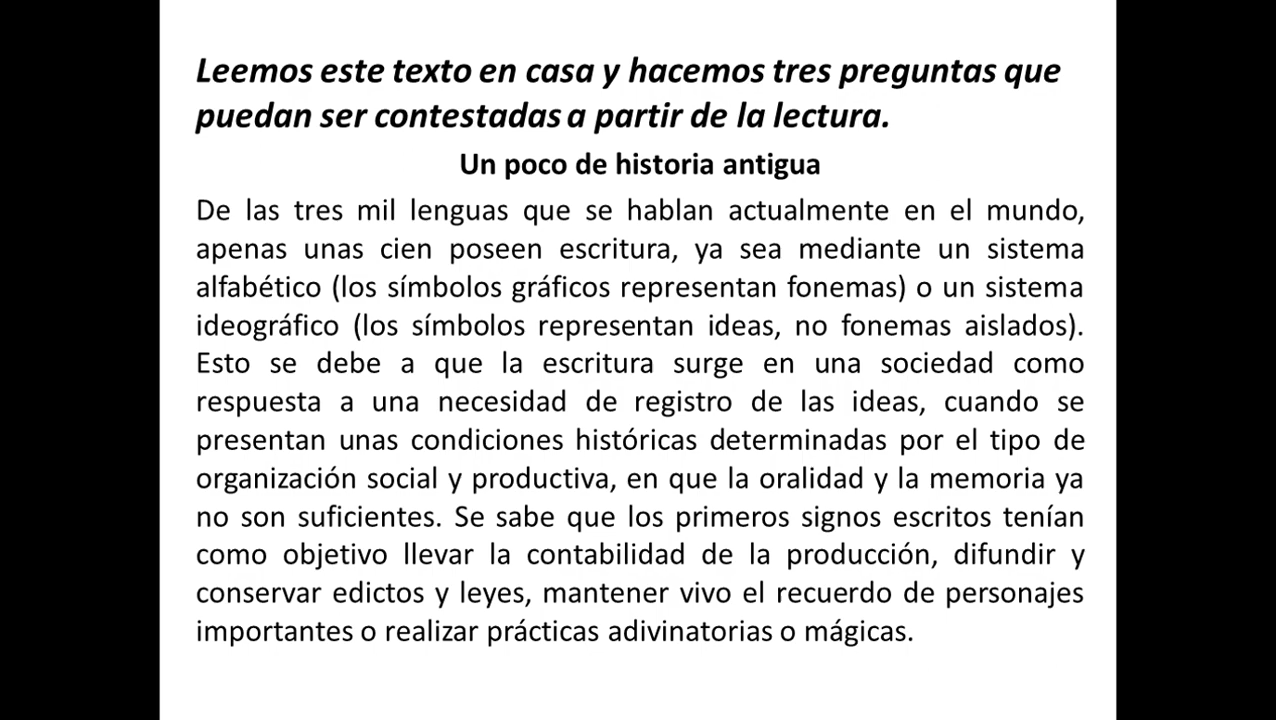 Leemos este texto en casa y hacemos tres preguntas que
puedan ser contestadas a partir de la lectura.
Un poco de historia antigua
De las tres mil lenguas que se hablan actualmente en el mundo,
apenas unas cien poseen escritura, ya sea mediante un sistema
alfabético (los símbolos gráficos representan fonemas) o un sistema
ideográfico (los símbolos representan ideas, no fonemas aislados).
Esto se debe a que la escritura surge en una sociedad como
respuesta a una necesidad de registro de las ideas, cuando se
presentan unas condiciones históricas determinadas por el tipo de
organización social y productiva, en que la oralidad y la memoria ya
no son suficientes. Se sabe que los primeros signos escritos tenían
como objetivo llevar la contabilidad de la producción, difundir y
conservar edictos y leyes, mantener vivo el recuerdo de personajes
importantes o realizar prácticas adivinatorias o mágicas.